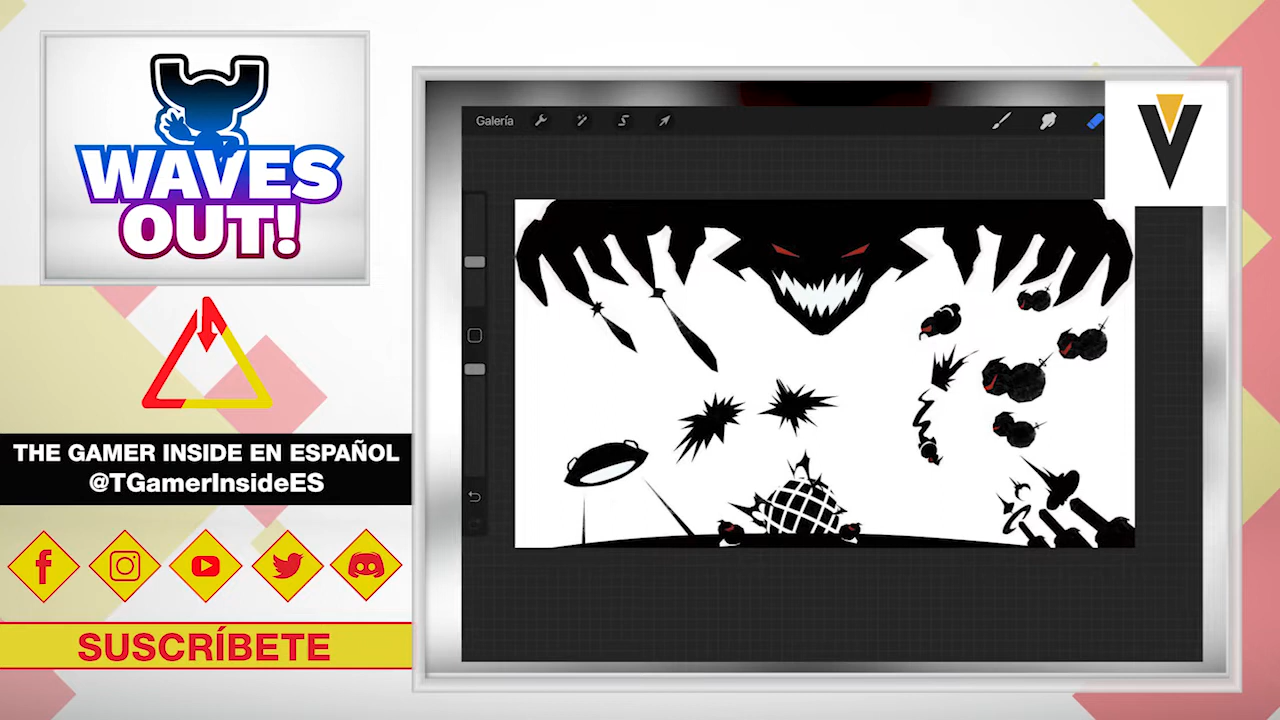 WAVES
OUT!
THE GAMER INSIDE EN ESPAÑOL
@TGamerInsideES
SUSCRÍBETE
Galería